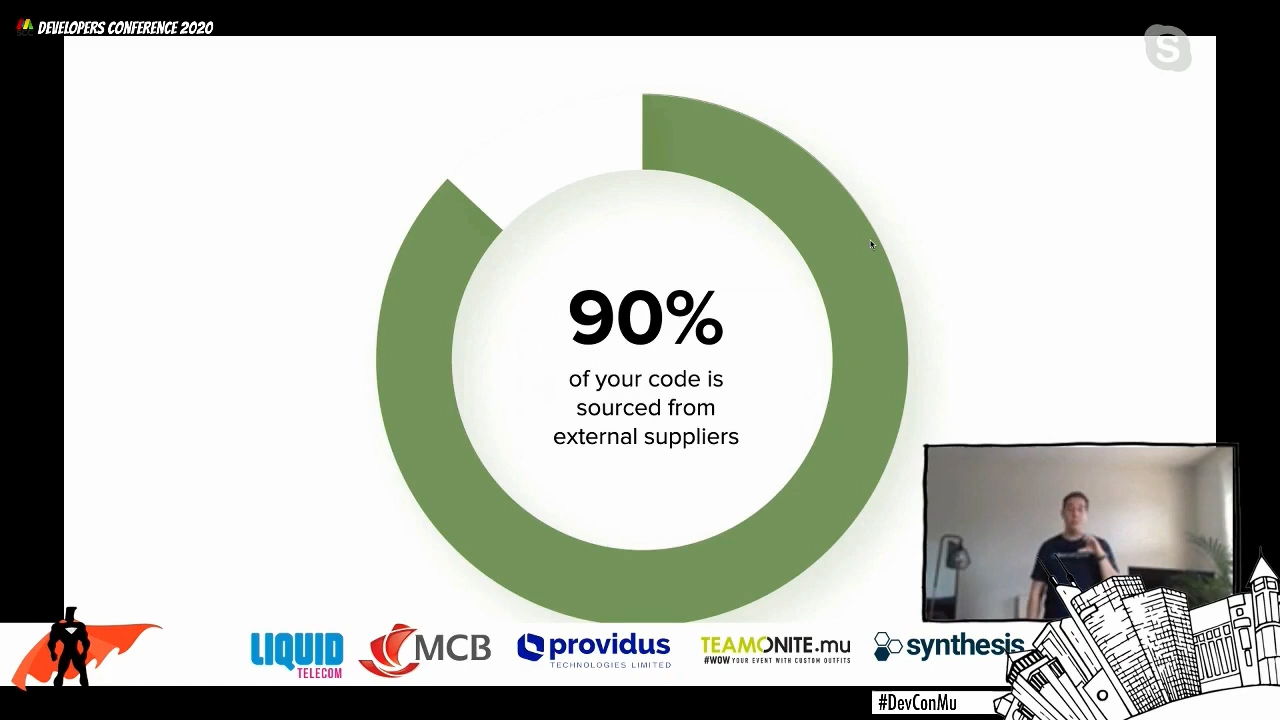 DEVELOPERS CONFERENCE 2020
S
90%
of your code is
sourced from
external suppliers
LIQUID
TELECOM
MCB
providus
TECHNOLOGIES LIMITED
TEAMONITE.mu
#WOW YOUR EVENT WITH CUSTOM OUTFITS
synthesis
#DevConMu